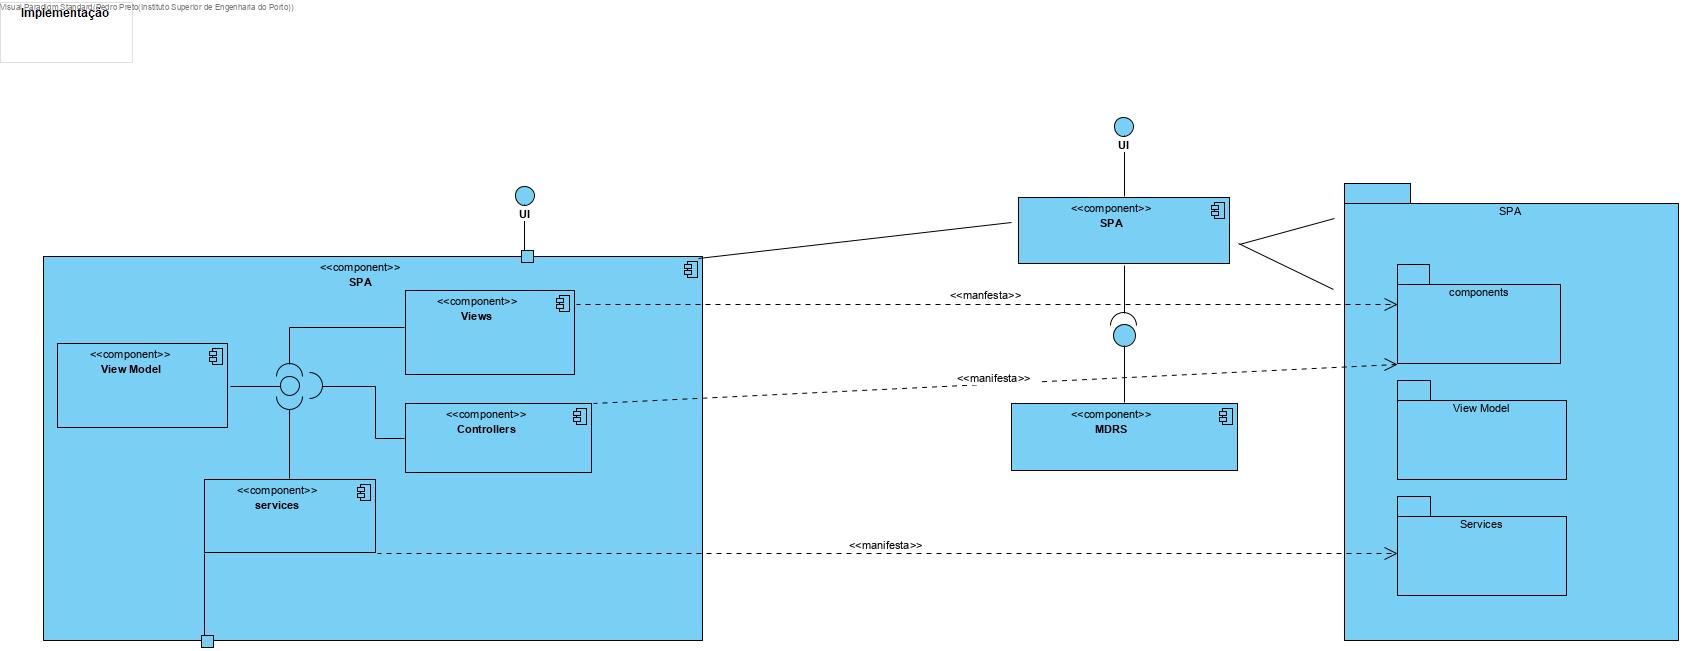 Visual Paradigm Standard(Pedro Preto(Instituto Superior de Engenharia do Porto))
Implementação
UI
<<component>>
SPA
UI
<<component>>
SPA
SPA
<<component>>
Views
<<manfesta>>
components
<<component>>
View Model
<<manifesta>>
<<component>>
Controllers
<<component>>
MDRS
View Model
<<component>>
services
<<manifesta>>
Services